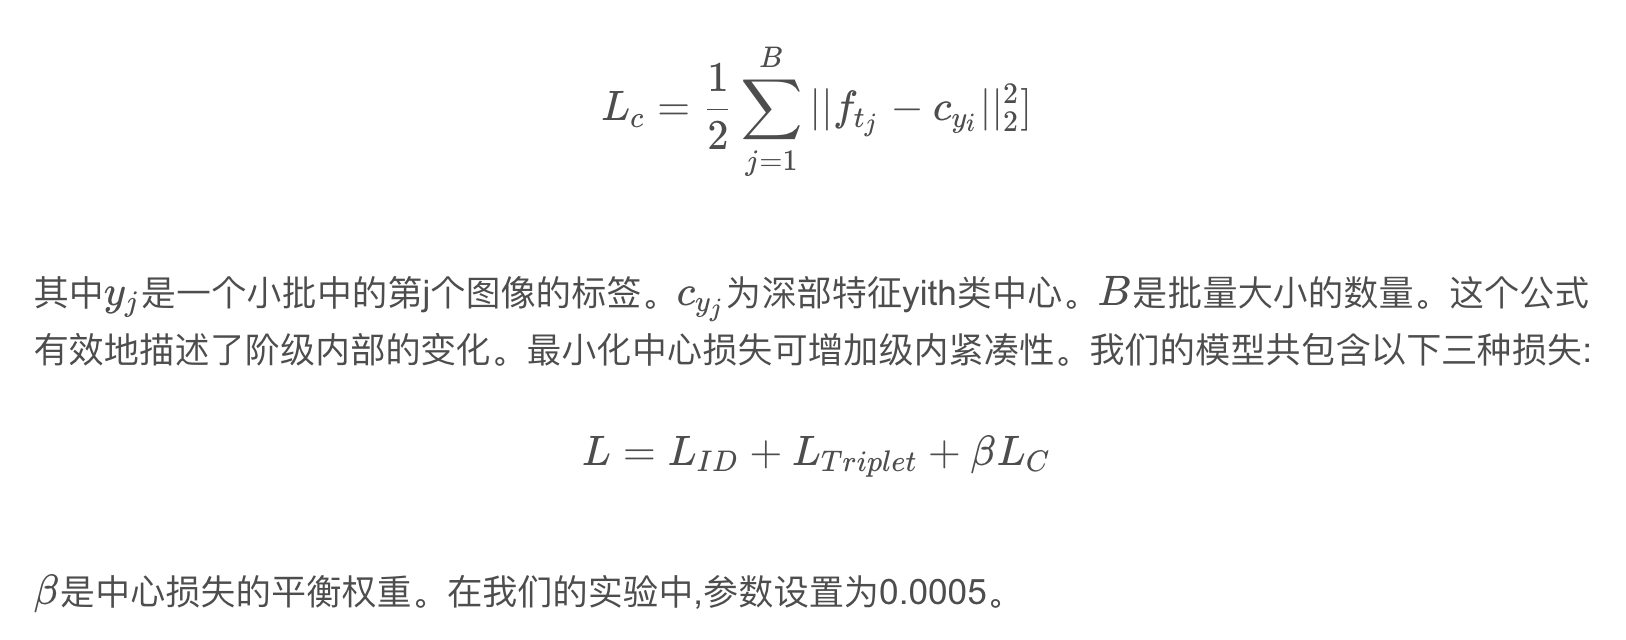 $L_c = \frac{1}{2} \sum_{j=1}^{B} ||f_{t_j} - c_{y_i}||_2^2]$
其中$y_j$是一个小批中的第j个图像的标签。$c_{y_j}$为深部特征yith类中心。$B$是批量大小的数量。这个公式
有效地描述了阶级内部的变化。最小化中心损失可增加级内紧凑性。我们的模型共包含以下三种损失:
$L = L_{ID} + L_{Triplet} + \beta L_C$
$\beta$是中心损失的平衡权重。在我们的实验中,参数设置为0.0005。